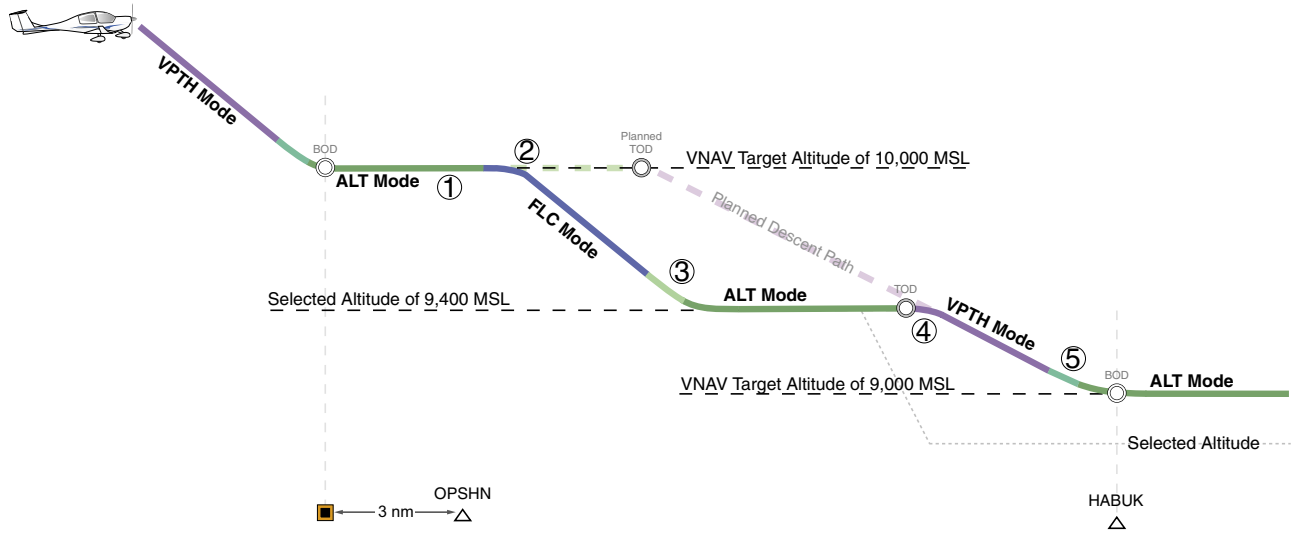 VPTH Mode
BOD
ALT Mode
①
②
Planned
TOD
VNAV Target Altitude of 10,000 MSL
FLC Mode
Planned Descent Path
③
Selected Altitude of 9,400 MSL
ALT Mode
TOD
④
VPTH Mode
⑤
VNAV Target Altitude of 9,000 MSL
BOD
ALT Mode
Selected Altitude
3 nm
OPSHN
HABUK